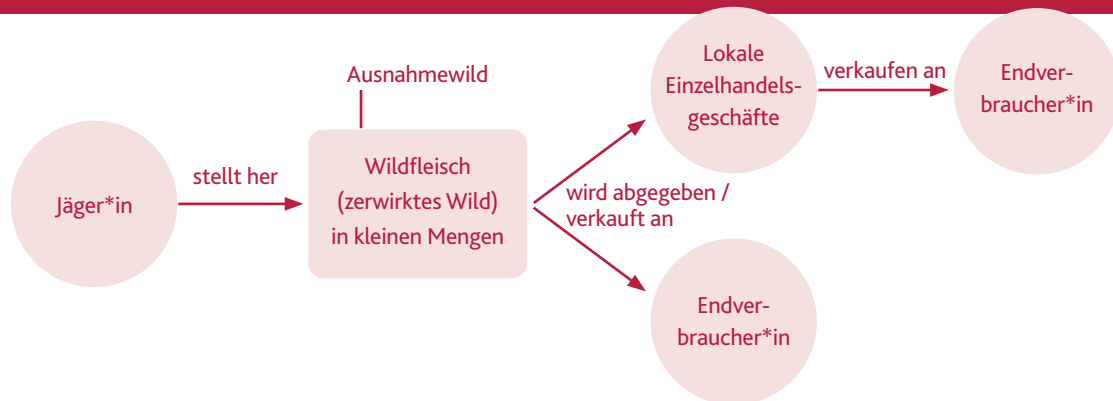 Jäger*in
stellt her
Ausnahmewild
Wildfleisch
(zerwirktes Wild)
in kleinen Mengen
wird abgegeben /
verkauft an
Lokale
Einzelhandels-
geschäfte
verkaufen an
Endver-
braucher*in
Endver-
braucher*in